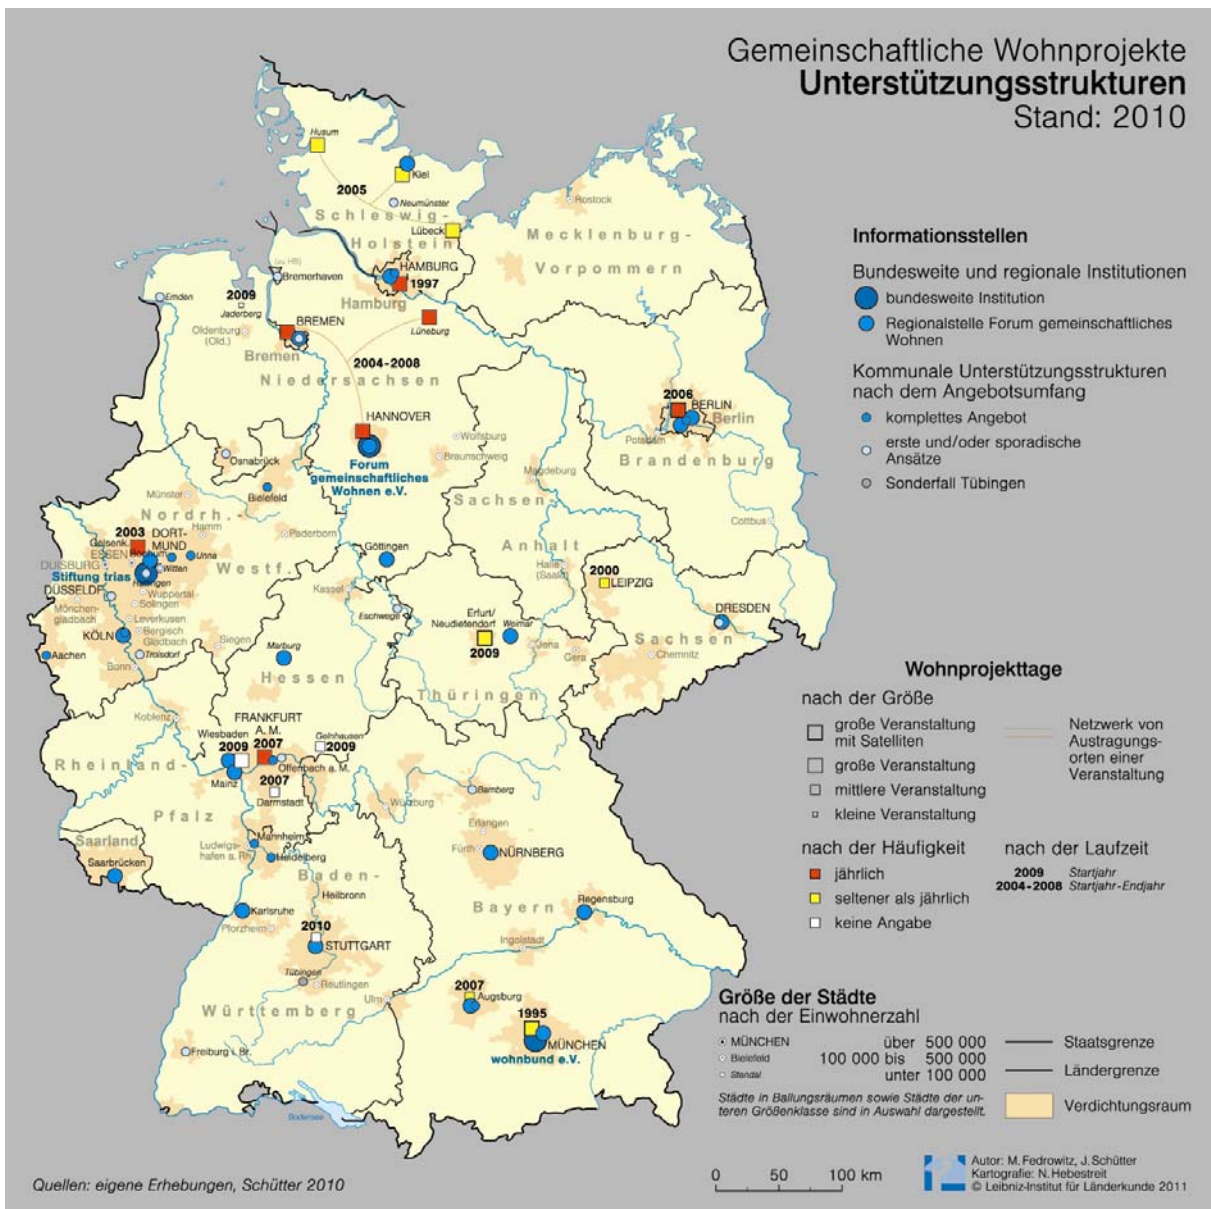 Gemeinschaftliche Wohnprojekte
Unterstützungsstrukturen
Stand: 2010
Informationsstellen
Bundesweite und regionale Institutionen
bundesweite Institution
Regionalstelle Forum gemeinschaftliches
Wohnen
Kommunale Unterstützungsstrukturen
nach dem Angebotsumfang
komplettes Angebot
erste und/oder sporadische
Ansätze
Sonderfall Tübingen
Wohnprojekttage
nach der Größe
große Veranstaltung
mit Satelliten
große Veranstaltung
mittlere Veranstaltung
kleine Veranstaltung
Netzwerk von
Austragungs-
orten einer
Veranstaltung
nach der Häufigkeit
jährlich
seltener als jährlich
keine Angabe
nach der Laufzeit
2009 Startjahr
2004-2008 Startjahr-Endjahr
Größe der Städte
nach der Einwohnerzahl
MÜNCHEN über 500 000
Bielefeld 100 000 bis 500 000
Stendal unter 100 000
Städte in Ballungsräumen sowie Städte der un-
teren Größenklasse sind in Auswahl dargestellt.
Staatsgrenze
Ländergrenze
Verdichtungsraum
0 50 100 km
Autor: M. Fedrowitz, J. Schütter
Kartografie: N. Hebestreit
© Leibniz-Institut für Länderkunde 2011
Quellen: eigene Erhebungen, Schütter 2010
Husum
Kiel
2005
Neumünster
Schleswig-
Holstein
Lübeck
Rostock
Mecklenburg-
Vorpommern
HAMBURG
1997
Hamburg
(zu HB)
Bremerhaven
Emden
2009
Jaderberg
Oldenburg
(Old.)
BREMEN
Bremen
Lüneburg
2004-2008
Niedersachsen
HANNOVER
Forum
gemeinschaftliches
Wohnen e.V.
Wolfsburg
Braunschweig
Osnabrück
2006
BERLIN
Berlin
Potsdam
Brandenburg
Cottbus
Magdeburg
Sachsen-
Anhalt
Halle
(Saale)
Münster
Bielefeld
Nordrh.-
Westf.
Hamm
Paderborn
2003
Gelsenk.
DORT-
MUND
ESSEN
Bochum
Unna
DUISBURG
Witten
Stiftung trias
Hattingen
DÜSSELDF.
Wuppertal
Solingen
Mönchen-
gladbach
Leverkusen
KÖLN
Bergisch
Gladbach
Troisdorf
Aachen
Bonn
Siegen
Göttingen
Kassel
Eschwege
Marburg
Hessen
Erfurt/
Neudietendorf
Weimar
2009
Jena
Gera
Thüringen
2000
LEIPZIG
DRESDEN
Sachsen
Chemnitz
Koblenz
Rheinland-
Pfalz
FRANKFURT
A. M.
Wiesbaden
2009
2007
Gelnhausen
2009
Offenbach a. M.
Mainz
2007
Darmstadt
Saarland
Saarbrücken
Mannheim
Ludwigs-
hafen a. Rh.
Heidelberg
Baden-
Württemberg
Heilbronn
Karlsruhe
Pforzheim
2010
STUTTGART
Tübingen
Reutlingen
Ulm
Freiburg i. Br.
Bodensee
Würzburg
Bamberg
Erlangen
Fürth
NÜRNBERG
Bayern
Regensburg
Ingolstadt
2007
Augsburg
1995
MÜNCHEN
wohnbund e.V.